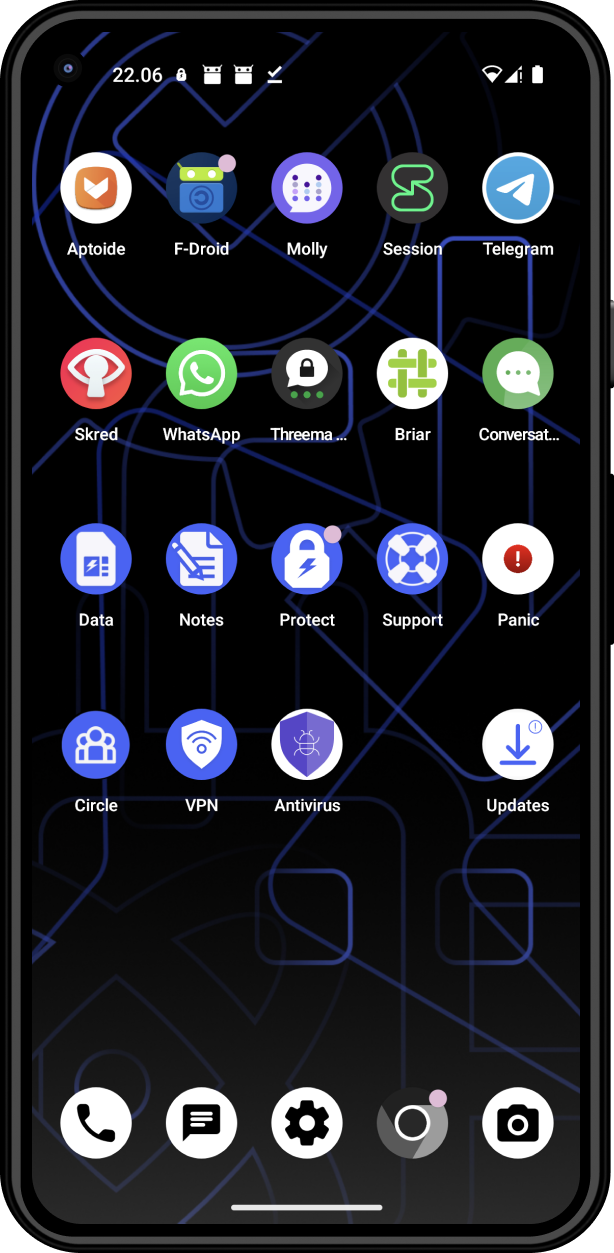 22.06
Aptoide F-Droid Molly Session Telegram
Skred WhatsApp Threema ... Briar Conversat...
Data Notes Protect Support Panic
Circle VPN Antivirus Updates